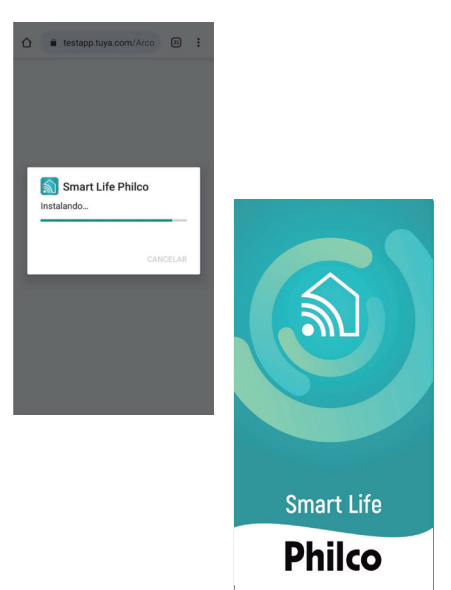 testapp.tuya.com/Arco
Smart Life Philco
Instalando...
CANCELAR
Smart Life
Philco